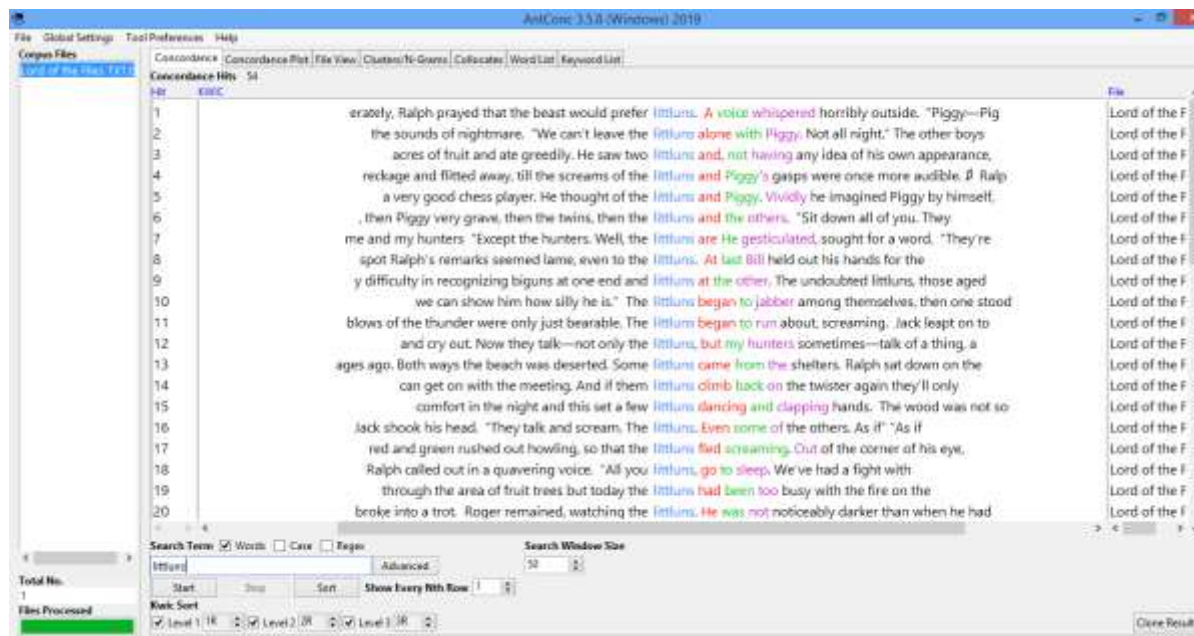 AntConc 3.5.8 (Windows) 2019
File Global Settings Tool Preferences Help
Corpus Files
Lord of the Flies TXT
Concordance Concordance Plot File View Clusters/N-Grams Collocates Word List Keyword List
Concordance Hits
Hit KWIC File
1 erately, Ralph prayed that the beast would prefer littluns. A voice whispered horribly outside. "Piggy—Pig Lord of the F
2 the sounds of nightmare. "We can't leave the littluns alone with Piggy. Not all night." The other boys Lord of the F
3 acres of fruit and ate greedily. He saw two littluns and, not having any idea of his own appearance, Lord of the F
4 reckage and flitted away, till the screams of the littluns and Piggy's gasps were once more audible. Ralp Lord of the F
5 a very good chess player. He thought of the littluns and Piggy. Vividly he imagined Piggy by himself, Lord of the F
6 , then Piggy very grave, then the twins, then the littluns and the others. "Sit down all of you. They Lord of the F
7 me and my hunters "Except the hunters. Well, the littluns are He gesticulated, sought for a word. "They're Lord of the F
8 spot Ralph's remarks seemed lame, even to the littluns. At last Bill held out his hands for the Lord of the F
9 y difficulty in recognizing biguns at one end and littluns at the other. The undoubted littluns, those aged Lord of the F
10 we can show him how silly he is." The littluns began to jabber among themselves, then one stood Lord of the F
11 blows of the thunder were only just bearable. The littluns began to run about, screaming. Jack leapt on to Lord of the F
12 and cry out. Now they talk—not only the littluns, but my hunters sometimes—talk of a thing, a Lord of the F
13 ages ago. Both ways the beach was deserted. Some littluns came from the shelters. Ralph sat down on the Lord of the F
14 can get on with the meeting. And if them littluns climb back on the twister again they'll only Lord of the F
15 comfort in the night and this set a few littluns dancing and clapping hands. The wood was not so Lord of the F
16 Jack shook his head. "They talk and scream. The littluns. Even some of the others. As if" "As if Lord of the F
17 red and green rushed out howling, so that the littluns fled screaming. Out of the corner of his eye, Lord of the F
18 Ralph called out in a quavering voice. "All you littluns, go to sleep. We've had a fight with Lord of the F
19 through the area of fruit trees but today the littluns had been too busy with the fire on the Lord of the F
20 broke into a trot. Roger remained, watching the littluns. He was not noticeably darker than when he had Lord of the F
Search Term Words Case Regex Search Window Size
littluns Advanced 50
Total No.
1
Start Stop Sort Show Every Nth Row 1
Files Processed
Kwic Sort
Level 1 1R Level 2 2R Level 3 3R Clone Result